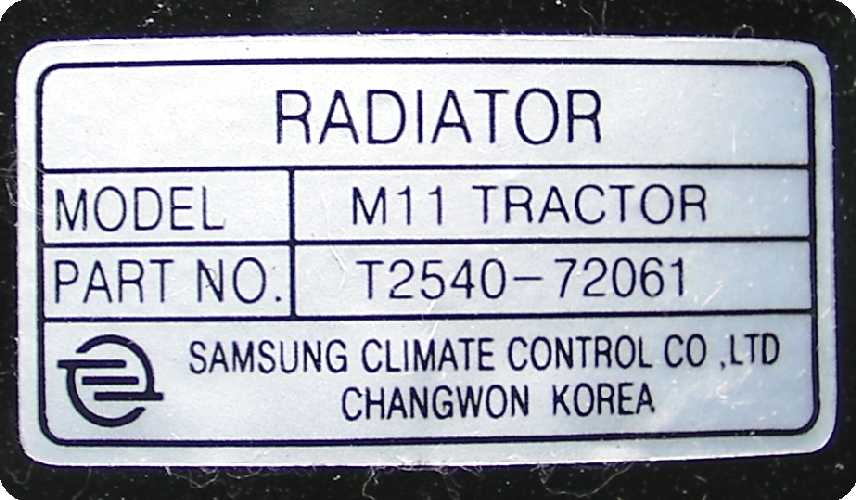 RADIATOR
MODEL M11 TRACTOR
PART NO. T2540-72061
SAMSUNG CLIMATE CONTROL CO ,LTD
CHANGWON KOREA